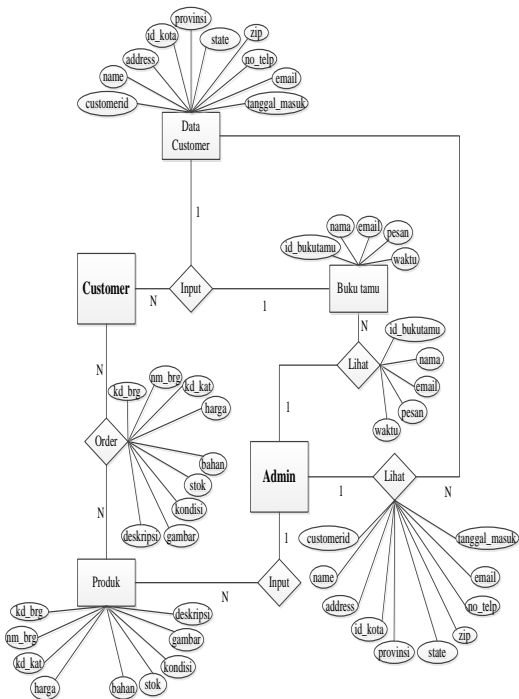 provinsi
id_kota
state
zip
address
no_telp
name
email
customerid
tanggal_masuk
Data
Customer
1
nama
email
pesan
id_bukutamu
waktu
Customer
N
Input
1
Buku tamu
N
id_bukutamu
Lihat
nama
email
pesan
waktu
1
N
nm_brg
kd_brg
kd_kat
harga
Order
bahan
stok
kondisi
gambar
deskripsi
N
Admin
1
Lihat
N
1
customerid
tanggal_masuk
name
email
address
no_telp
id_kota
zip
provinsi
state
Produk
N
Input
kd_brg
deskripsi
nm_brg
gambar
kd_kat
kondisi
harga
bahan
stok